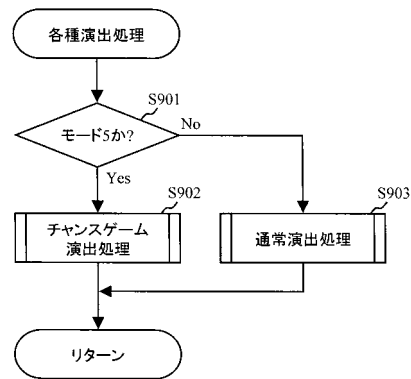 各種演出処理
S901
モード5か?
No
Yes
S902
チャンスゲーム
演出処理
S903
通常演出処理
リターン